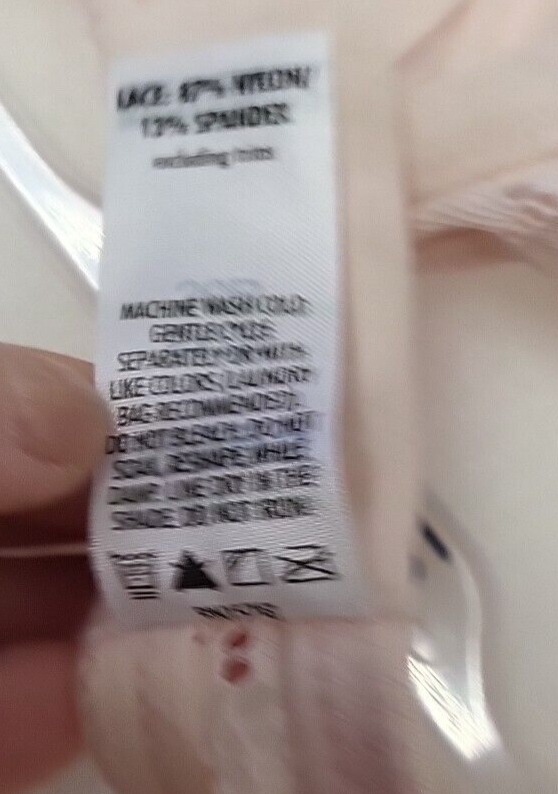 LACE: 87% NYLON/
13% SPANDEX
excluding trims
MACHINE WASH COLD:
GENTLE CYCLE:
SEPARATELY OR WITH
LIKE COLORS. (LAUNDRY
BAG RECOMMENDED).
DO NOT BLEACH. DO NOT
SOAK. RESHAPE WHILE
DAMP. LINE DRY IN THE
SHADE. DO NOT IRON.